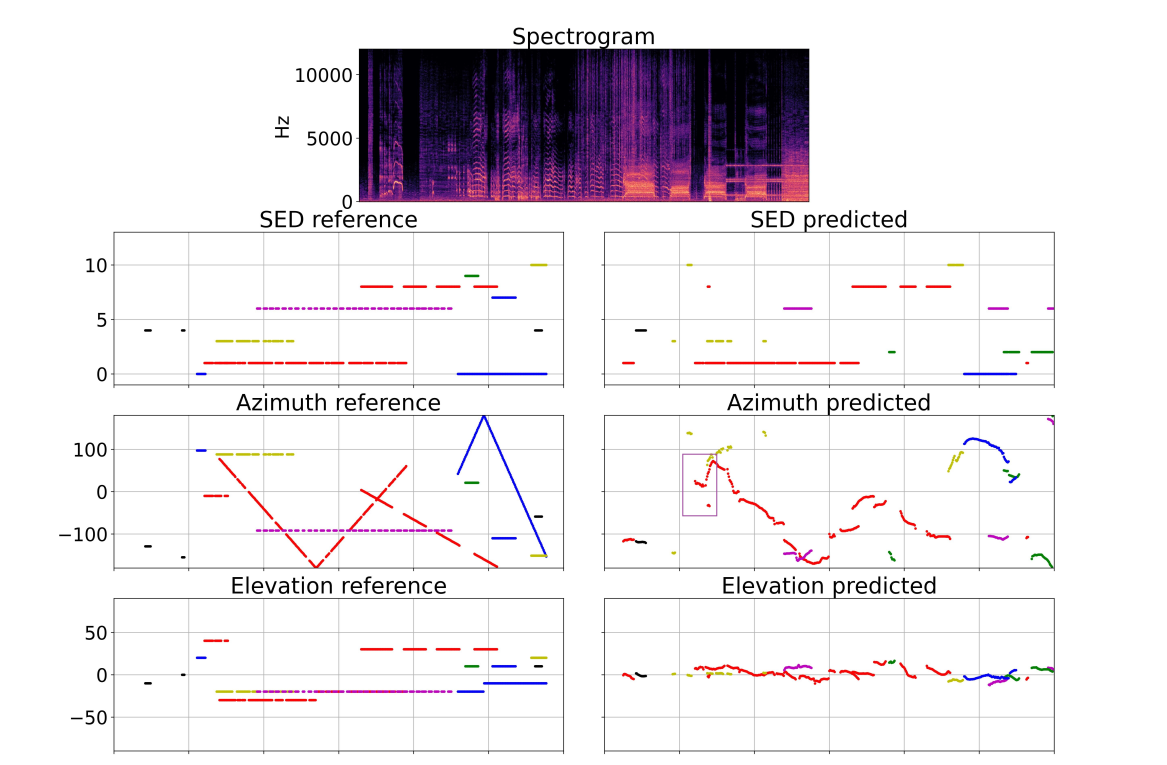 Spectrogram
10000
Hz
5000
0
SED reference
SED predicted
10
5
0
Azimuth reference
Azimuth predicted
100
0
−100
Elevation reference
Elevation predicted
50
0
−50